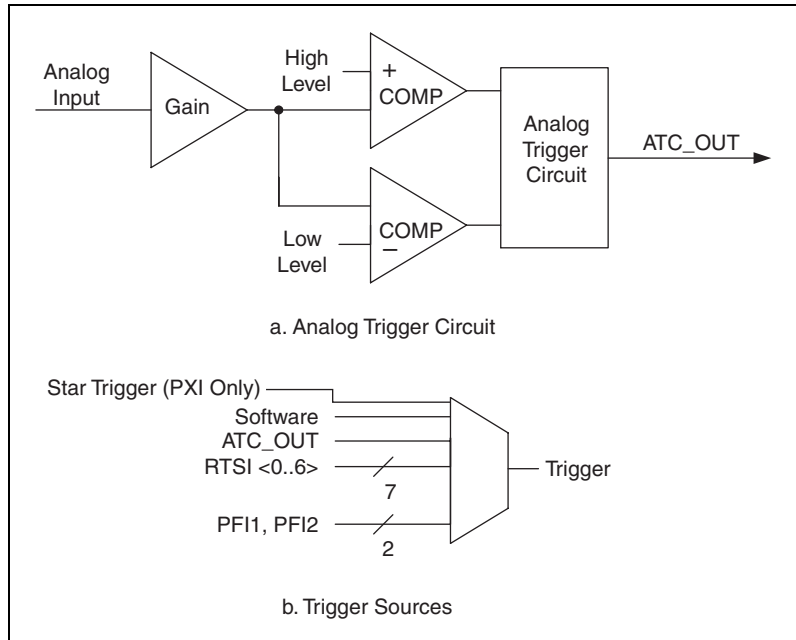 Analog
Input
Gain
High
Level
+
COMP
COMP
−
Low
Level
Analog
Trigger
Circuit
ATC_OUT
a. Analog Trigger Circuit
Star Trigger (PXI Only)
Software
ATC_OUT
RTSI <0..6>
7
PFI1, PFI2
2
Trigger
b. Trigger Sources